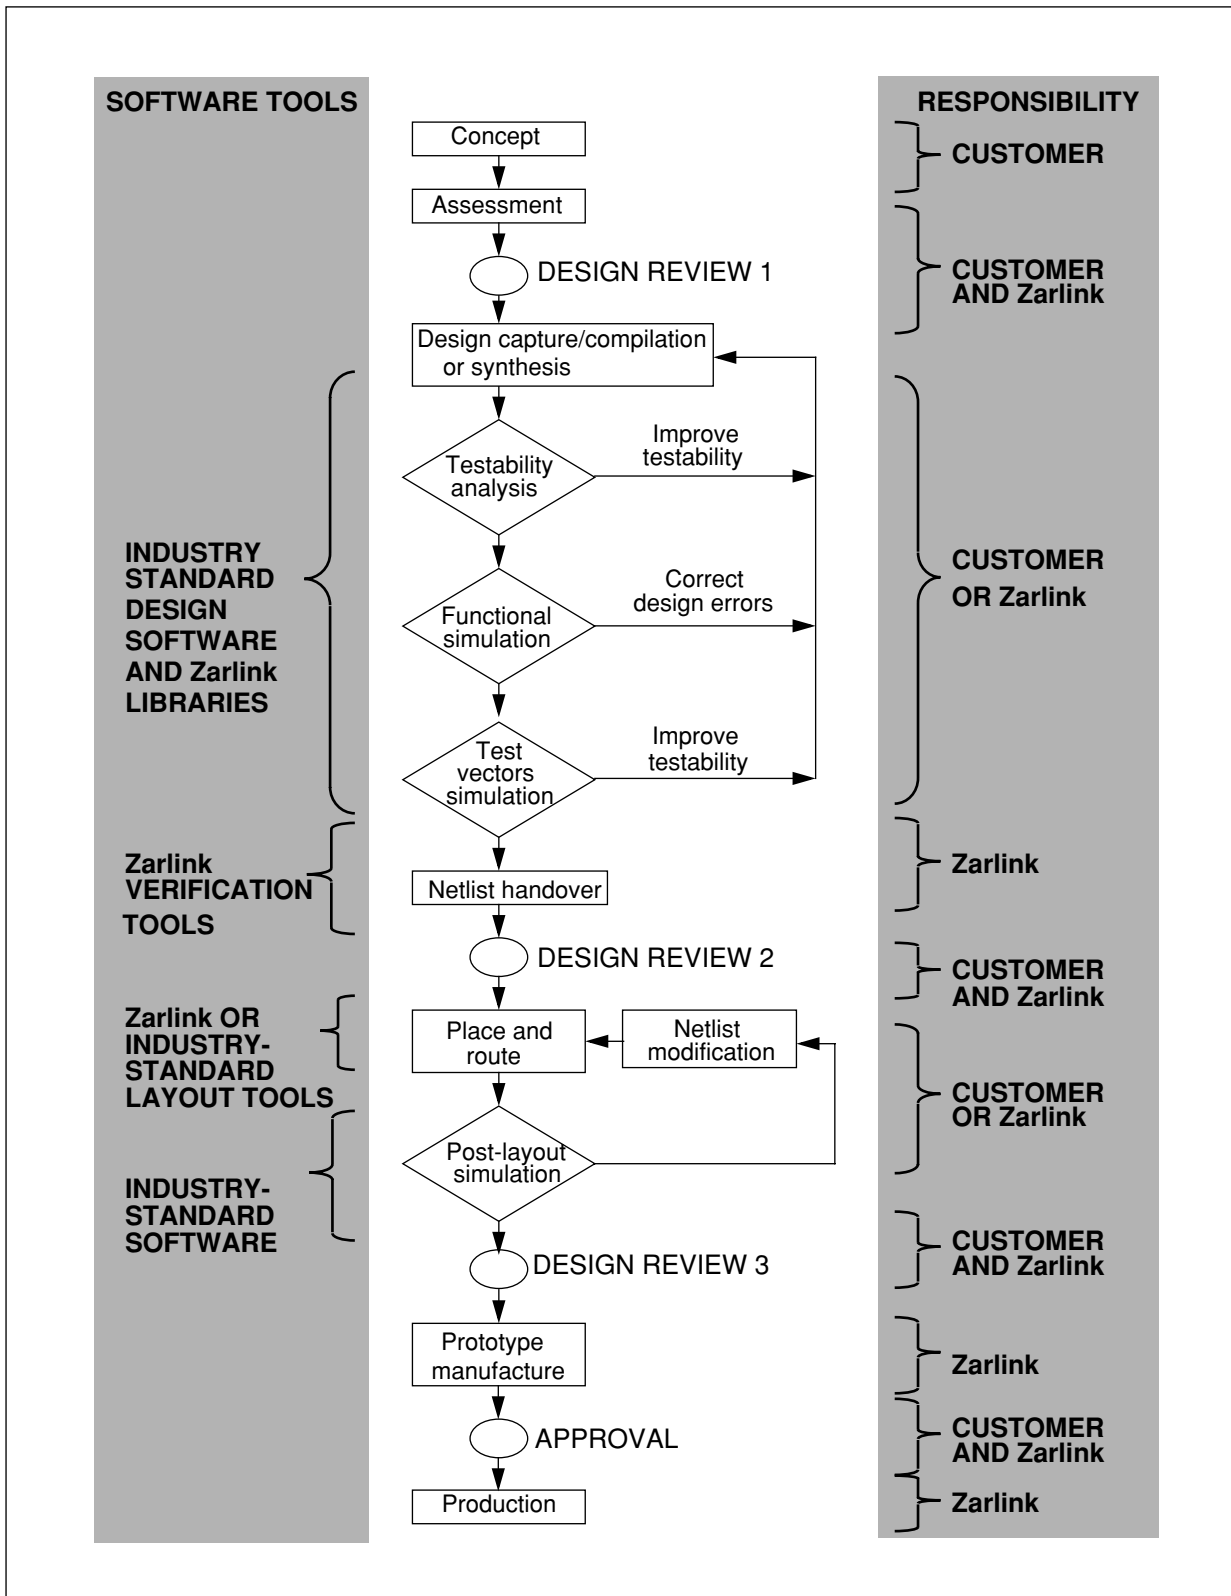 SOFTWARE TOOLS
RESPONSIBILITY
Concept
CUSTOMER
Assessment
DESIGN REVIEW 1
CUSTOMER
AND Zarlink
Design capture/compilation
or synthesis
Testability
analysis
Improve
testability
INDUSTRY
STANDARD
DESIGN
SOFTWARE
AND Zarlink
LIBRARIES
Functional
simulation
Correct
design errors
CUSTOMER
OR Zarlink
Test
vectors
simulation
Improve
testability
Zarlink
VERIFICATION
TOOLS
Netlist handover
Zarlink
DESIGN REVIEW 2
CUSTOMER
AND Zarlink
Zarlink OR
INDUSTRY-
STANDARD
LAYOUT TOOLS
Place and
route
Netlist
modification
CUSTOMER
OR Zarlink
Post-layout
simulation
INDUSTRY-
STANDARD
SOFTWARE
DESIGN REVIEW 3
CUSTOMER
AND Zarlink
Prototype
manufacture
Zarlink
APPROVAL
CUSTOMER
AND Zarlink
Production
Zarlink